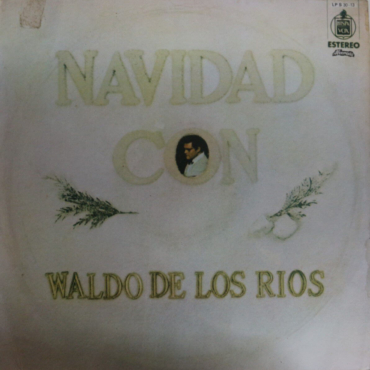 ESTEREO
NAVIDAD
CON
WALDO DE LOS RIOS